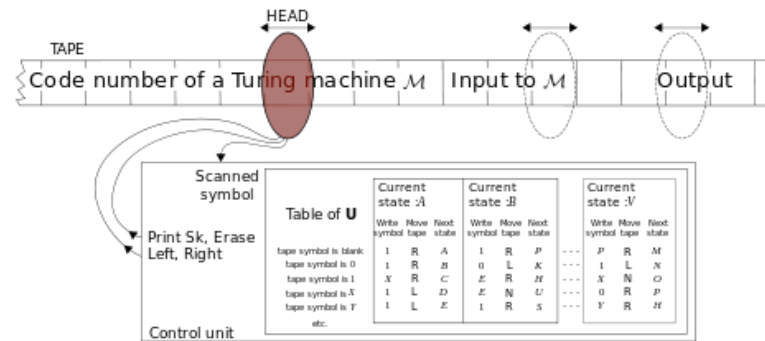 HEAD
TAPE
Code number of a Turing machine ℳ Input to ℳ Output
Scanned
symbol
Print Sk, Erase
Left, Right
Control unit
Table of U
Current
state :A
Current
state :B
Current
state :V
Write
symbol Move
tape Next
state Write
symbol Move
tape Next
state Write
symbol Move
tape Next
state
tape symbol is blank 1 R A 1 R P ---- P R M
tape symbol is 0 1 R B 0 L K ---- 1 L N
tape symbol is 1 X R C E R H ---- X N O
tape symbol is X 1 L D E N U ---- 0 R P
tape symbol is Y 1 L E 1 R S ---- Y R H
etc.